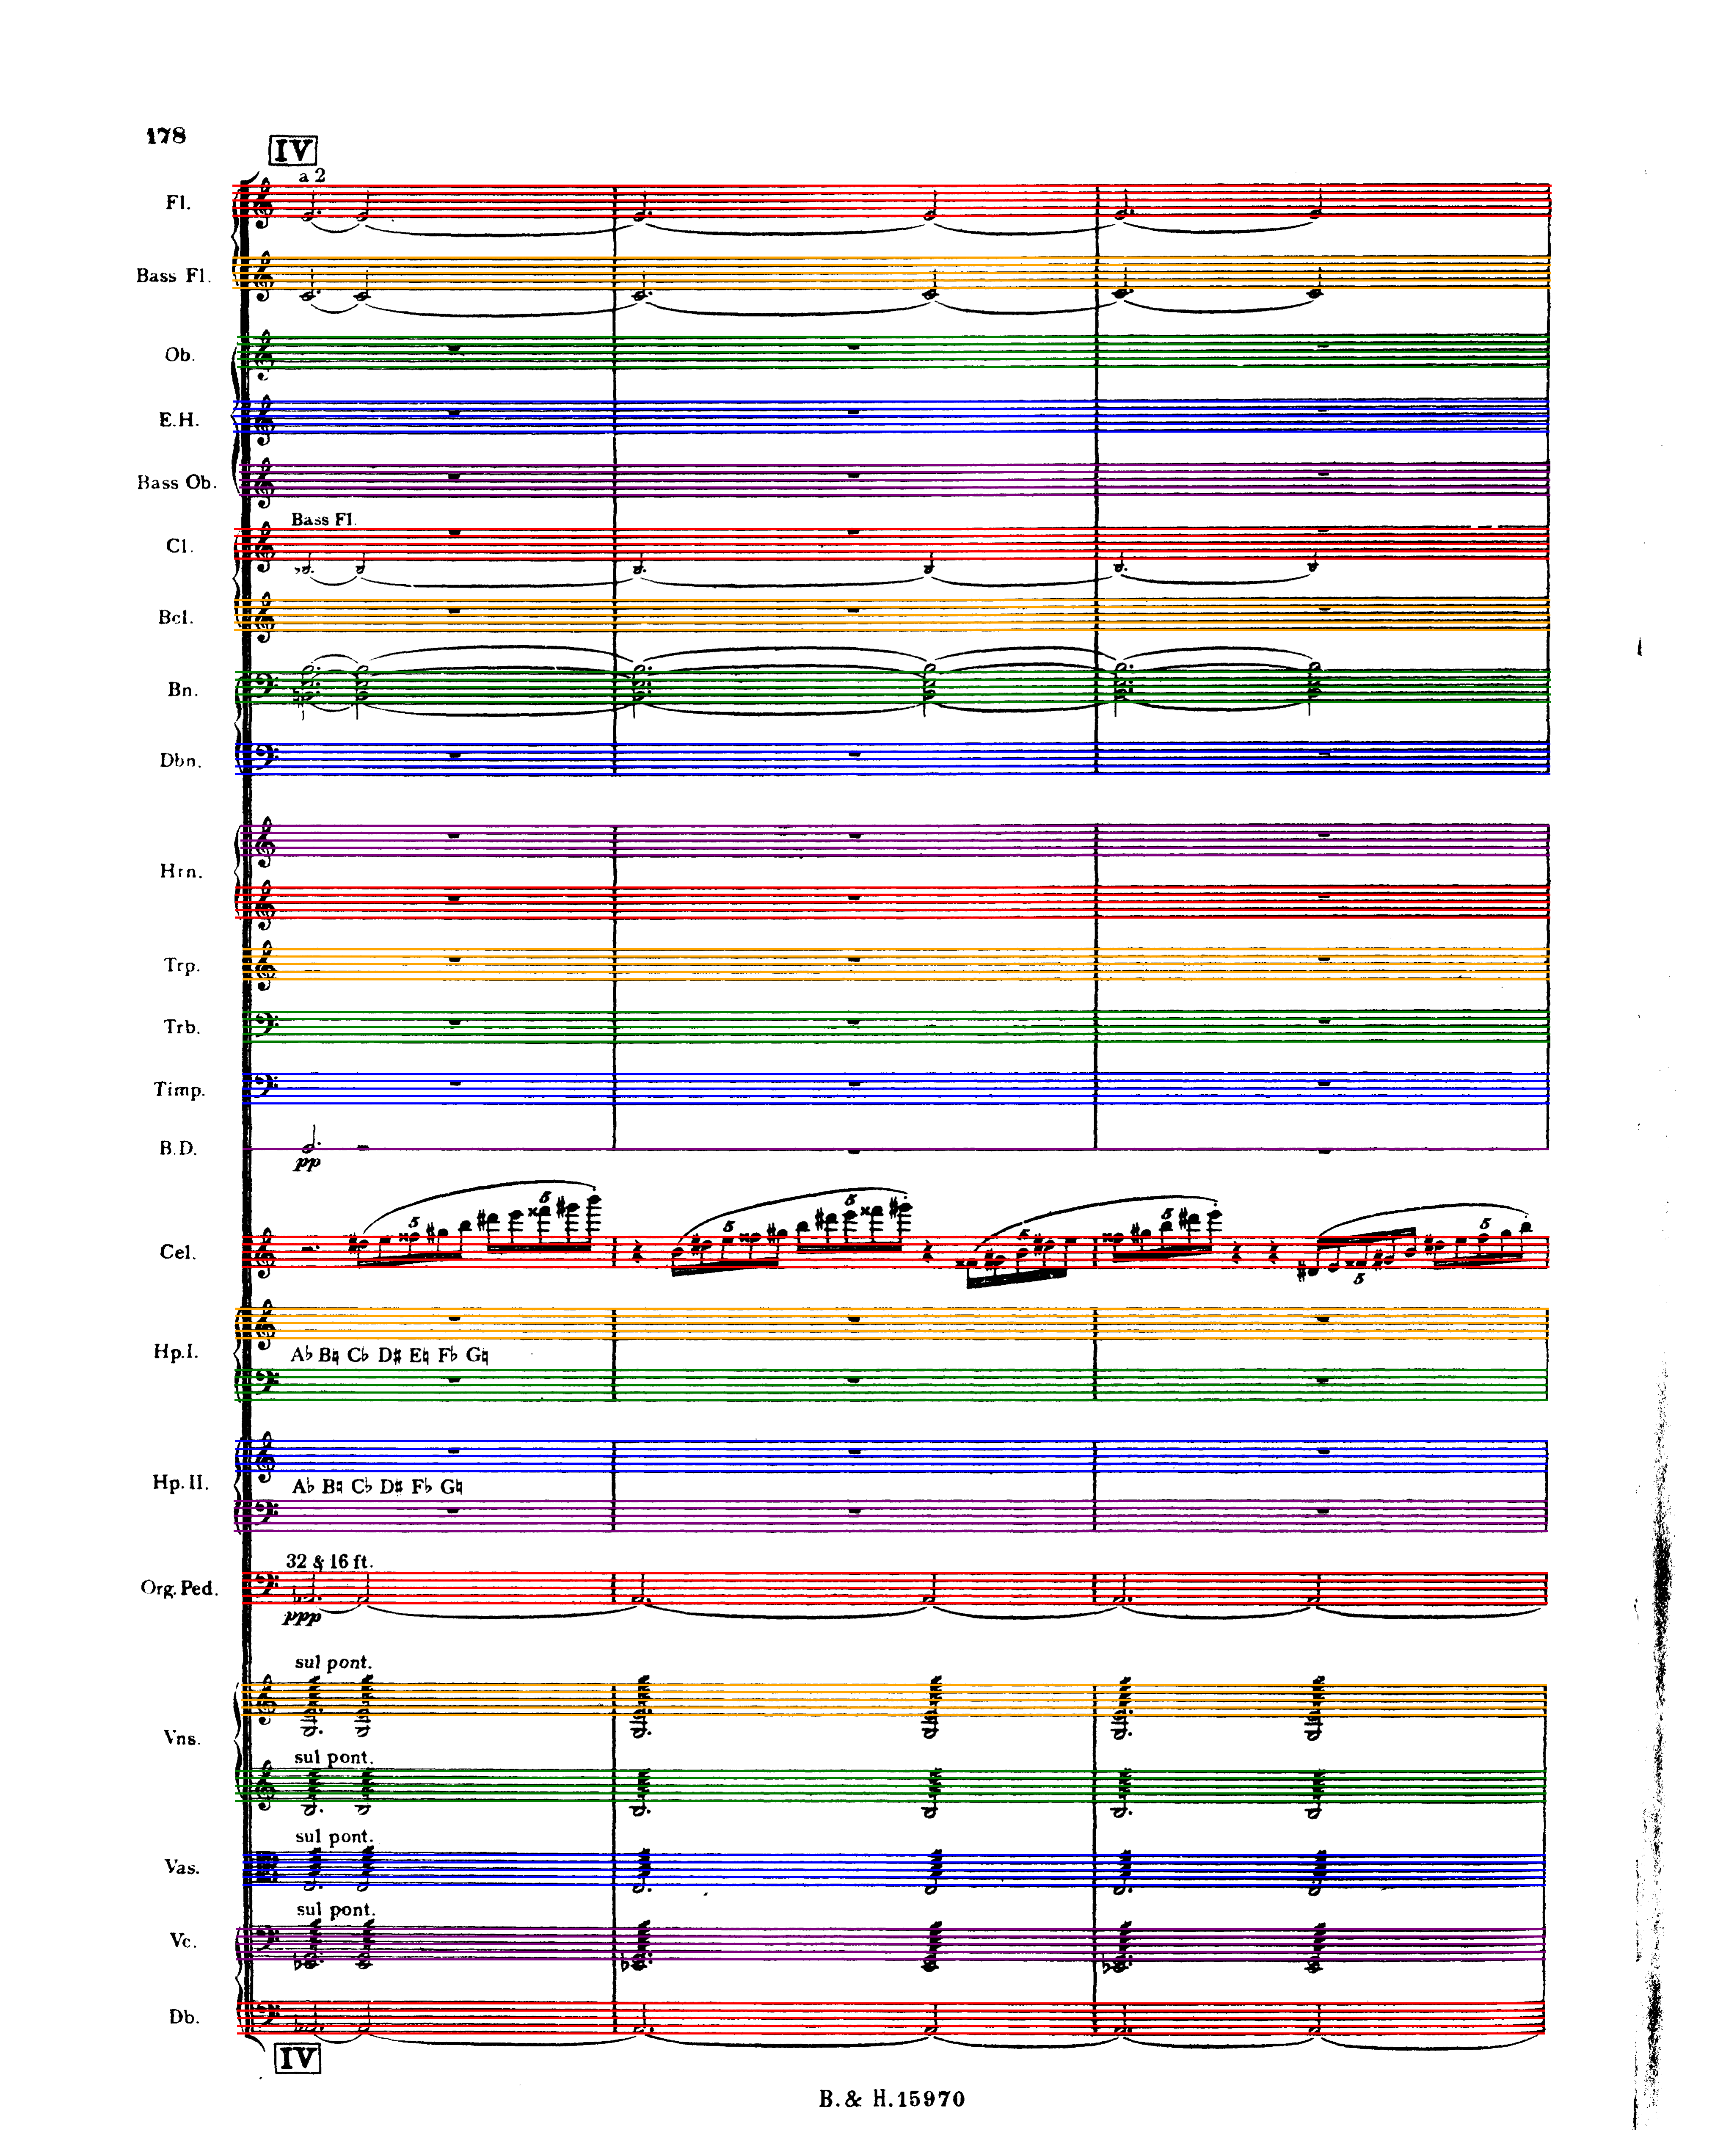 178
IV
a 2
Fl.
Bass Fl.
Ob.
E.H.
Bass Ob.
Bass Fl.
Cl.
Bcl.
Bn.
Dbn.
Hrn.
Trp.
Trb.
Timp.
B.D.
pp
5 5 5 5 5 5 5
Cel.
5
Hp.I.
A♭ B♮ C♭ D♯ E♮ F♭ G♮
Hp.II.
A♭ B♮ C♭ D♯ F♭ G♮
32 & 16 ft.
Org.Ped.
ppp
sul pont.
Vns.
sul pont.
sul pont.
Vas.
sul pont.
Vc.
Db.
IV
B.& H.15970